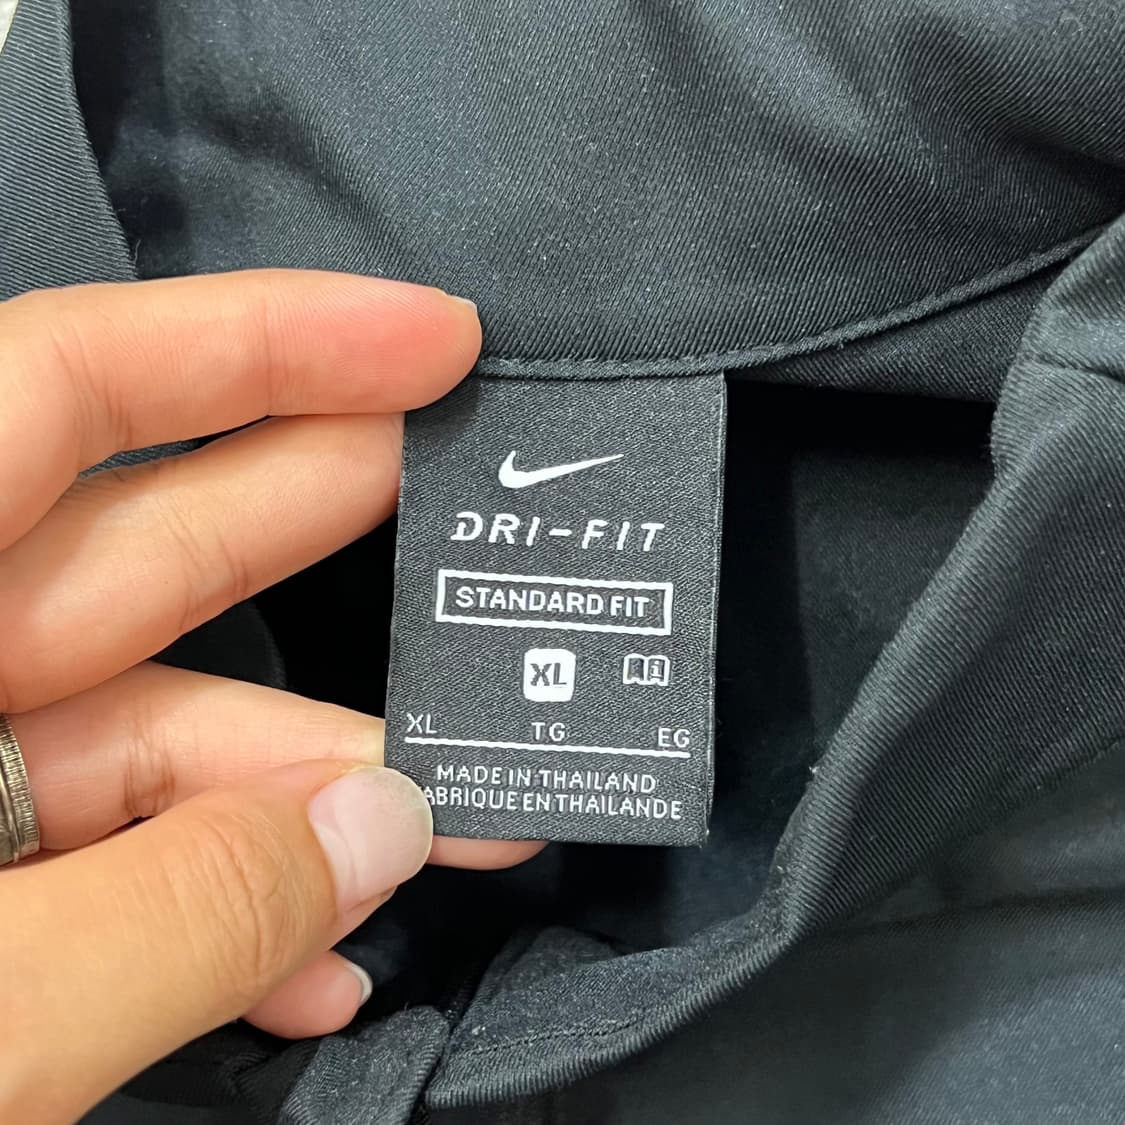 DRI-FIT
STANDARD FIT
XL
XL TG EG
MADE IN THAILAND
ABRIQUE EN THAILANDE